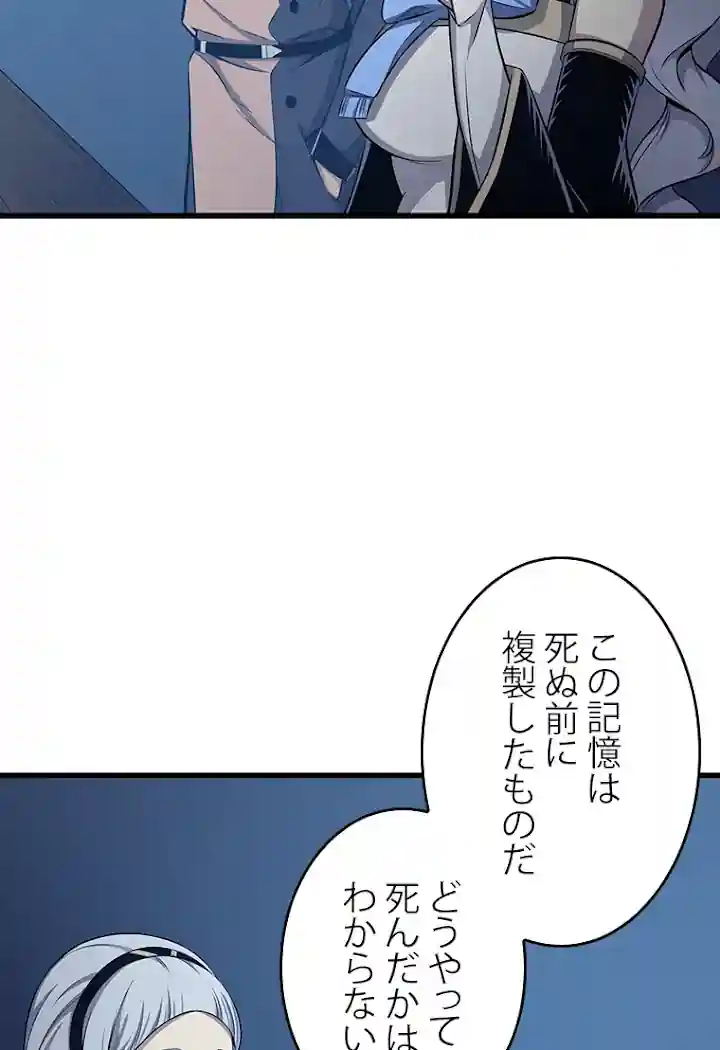 この記憶は
死ぬ前に
複製したものだ
どうやって
死んだかは
わからない